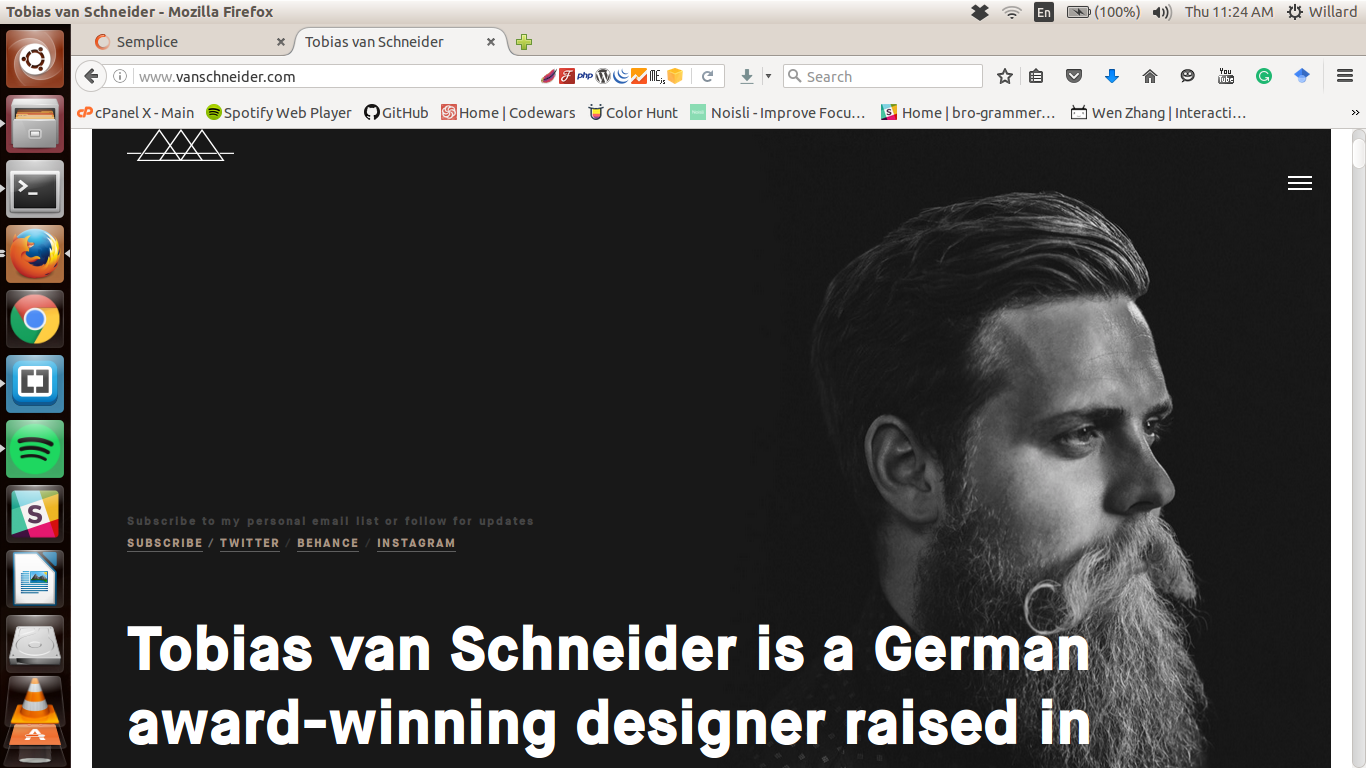 Tobias van Schneider - Mozilla Firefox
En
(100%)
Thu 11:24 AM
Willard
Semplice
Tobias van Schneider
www.vanschneider.com
php
Search
You Tube
cPanel X - Main
Spotify Web Player
GitHub
Home | Codewars
Color Hunt
Noisli - Improve Focu...
Home | bro-grammer...
Wen Zhang | Interacti...
Subscribe to my personal email list or follow for updates
SUBSCRIBE / TWITTER / BEHANCE / INSTAGRAM
Tobias van Schneider is a German
award-winning designer raised in